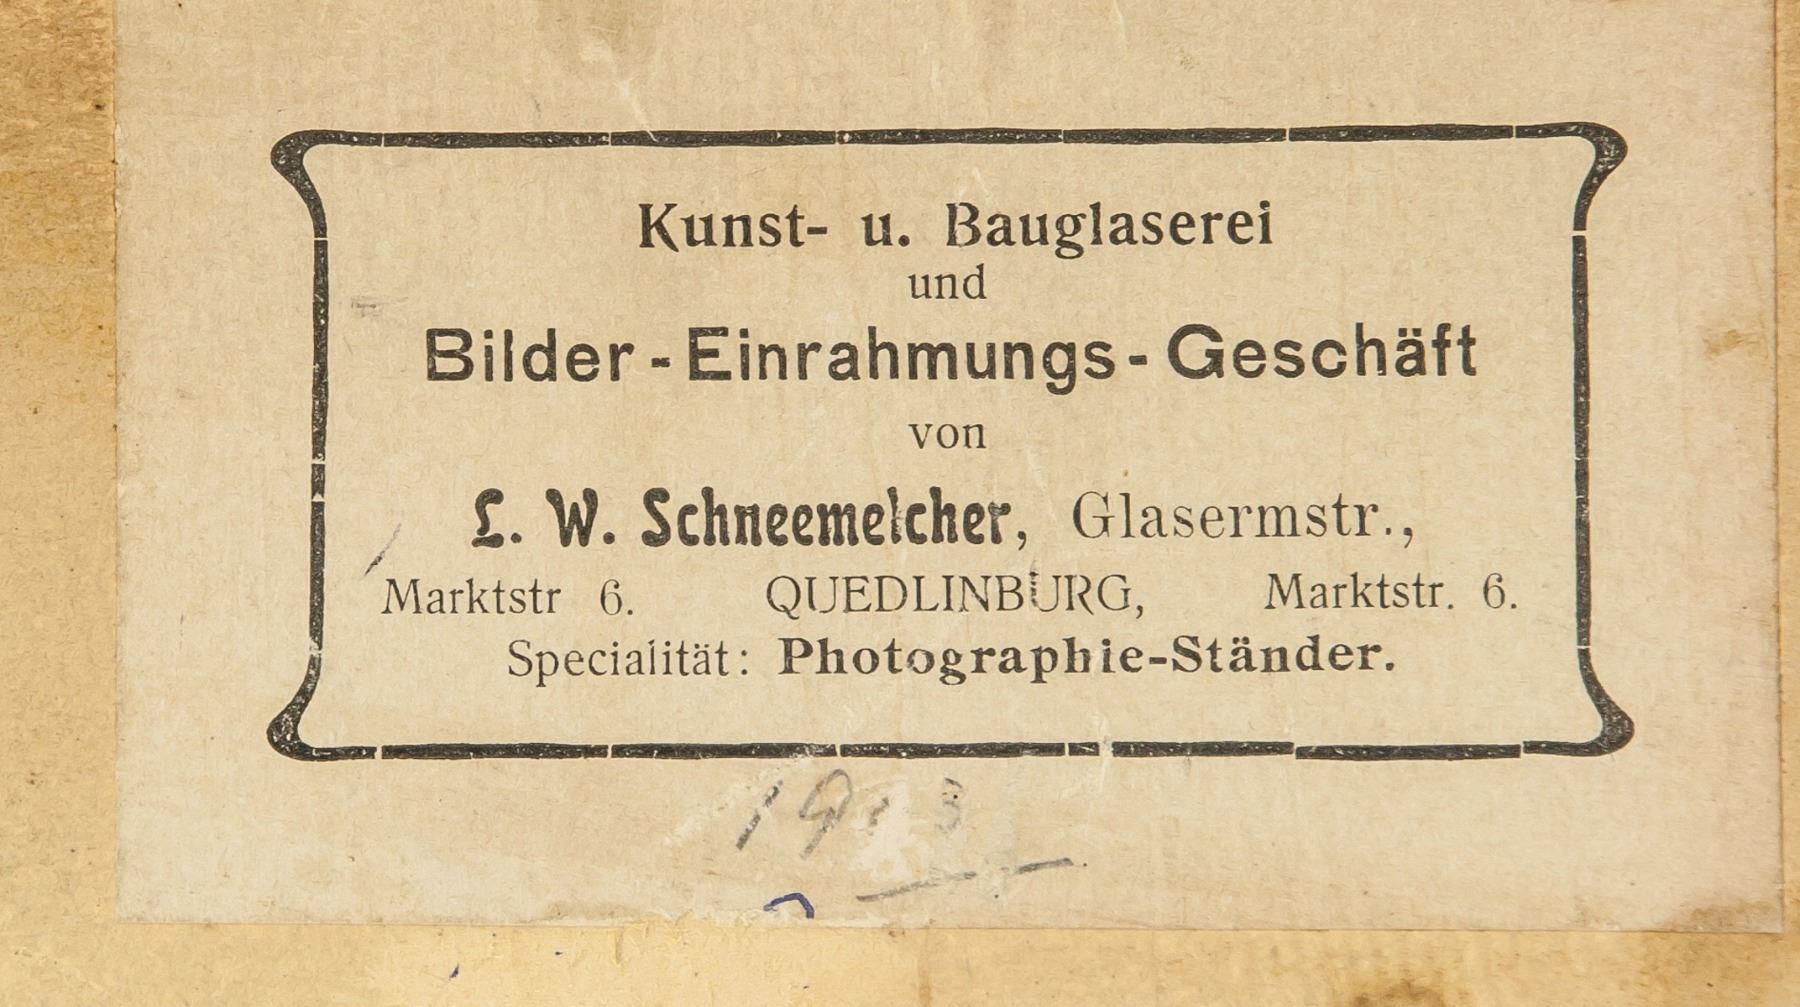 Kunst- u. Bauglaserei
und
Bilder-Einrahmungs-Geschäft
von
L. W. Schneemelcher, Glasermstr.,
Marktstr 6. QUEDLINBURG, Marktstr. 6.
Specialität: Photographie-Ständer.